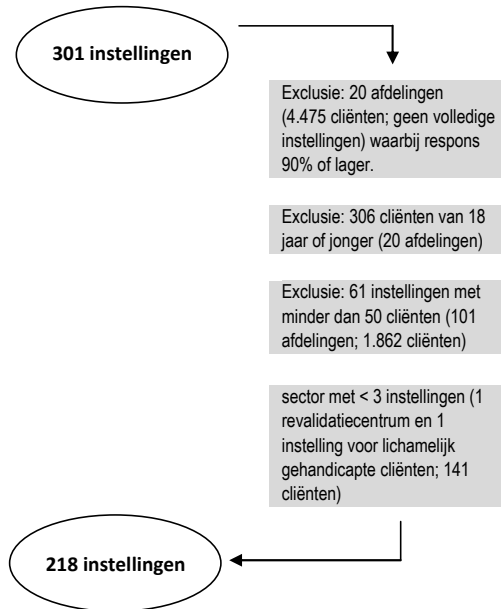 301 instellingen
Exclusie: 20 afdelingen
(4.475 cliënten; geen volledige
instellingen) waarbij respons
90% of lager.
Exclusie: 306 cliënten van 18
jaar of jonger (20 afdelingen)
Exclusie: 61 instellingen met
minder dan 50 cliënten (101
afdelingen; 1.862 cliënten)
sector met < 3 instellingen (1
revalidatiecentrum en 1
instelling voor lichamelijk
gehandicapte cliënten; 141
cliënten)
218 instellingen